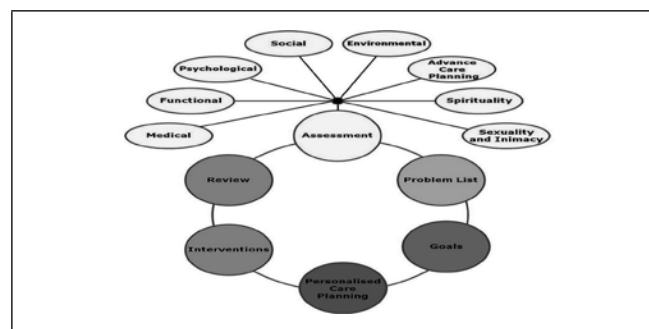 Social
Environmental
Psychological
Advance
Care
Planning
Functional
Spirituality
Medical
Assessment
Sexuality
and Inimacy
Review
Problem List
Interventions
Goals
Personalised
Care
Planning